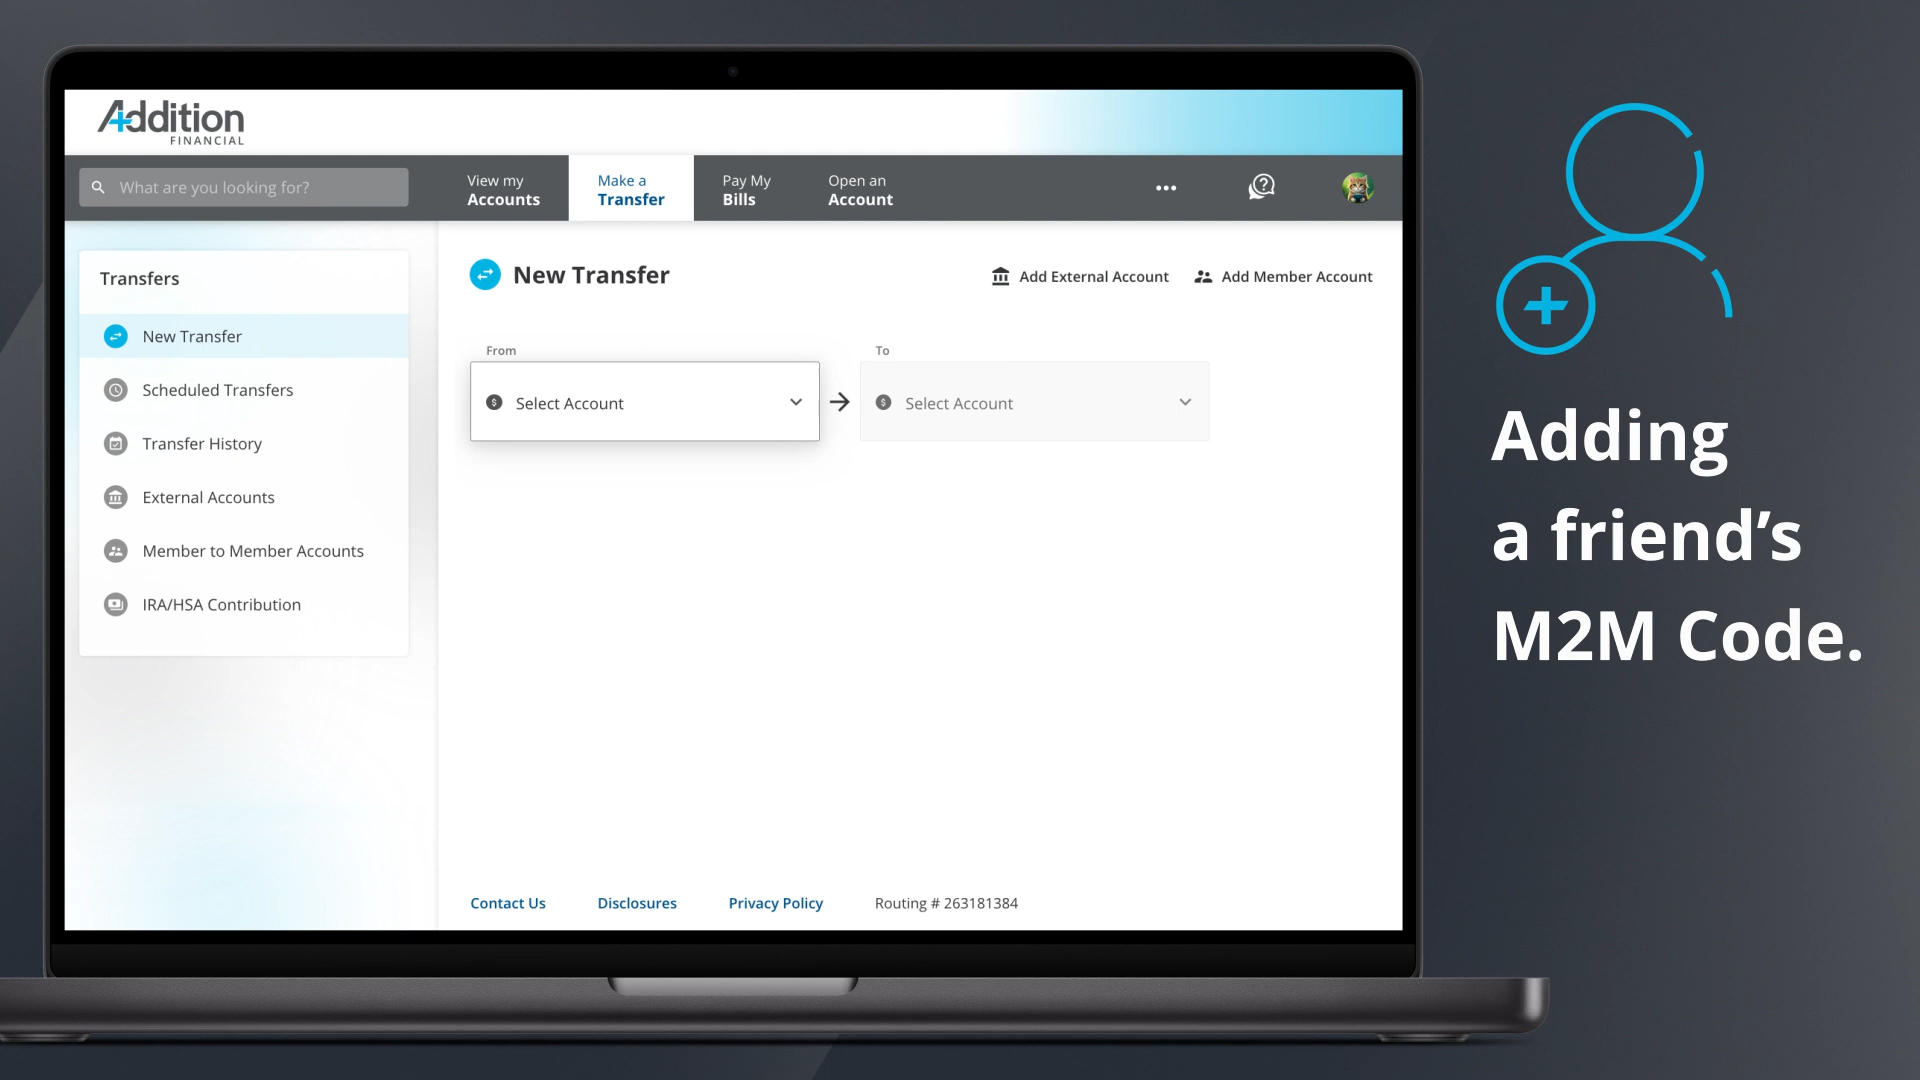 Addition
FINANCIAL
What are you looking for?
View my
Accounts
Make a
Transfer
Pay My
Bills
Open an
Account
Transfers
New Transfer
Scheduled Transfers
Transfer History
External Accounts
Member to Member Accounts
IRA/HSA Contribution
New Transfer
Add External Account
Add Member Account
From
Select Account
To
Select Account
Contact Us
Disclosures
Privacy Policy
Routing # 263181384
Adding
a friend’s
M2M Code.